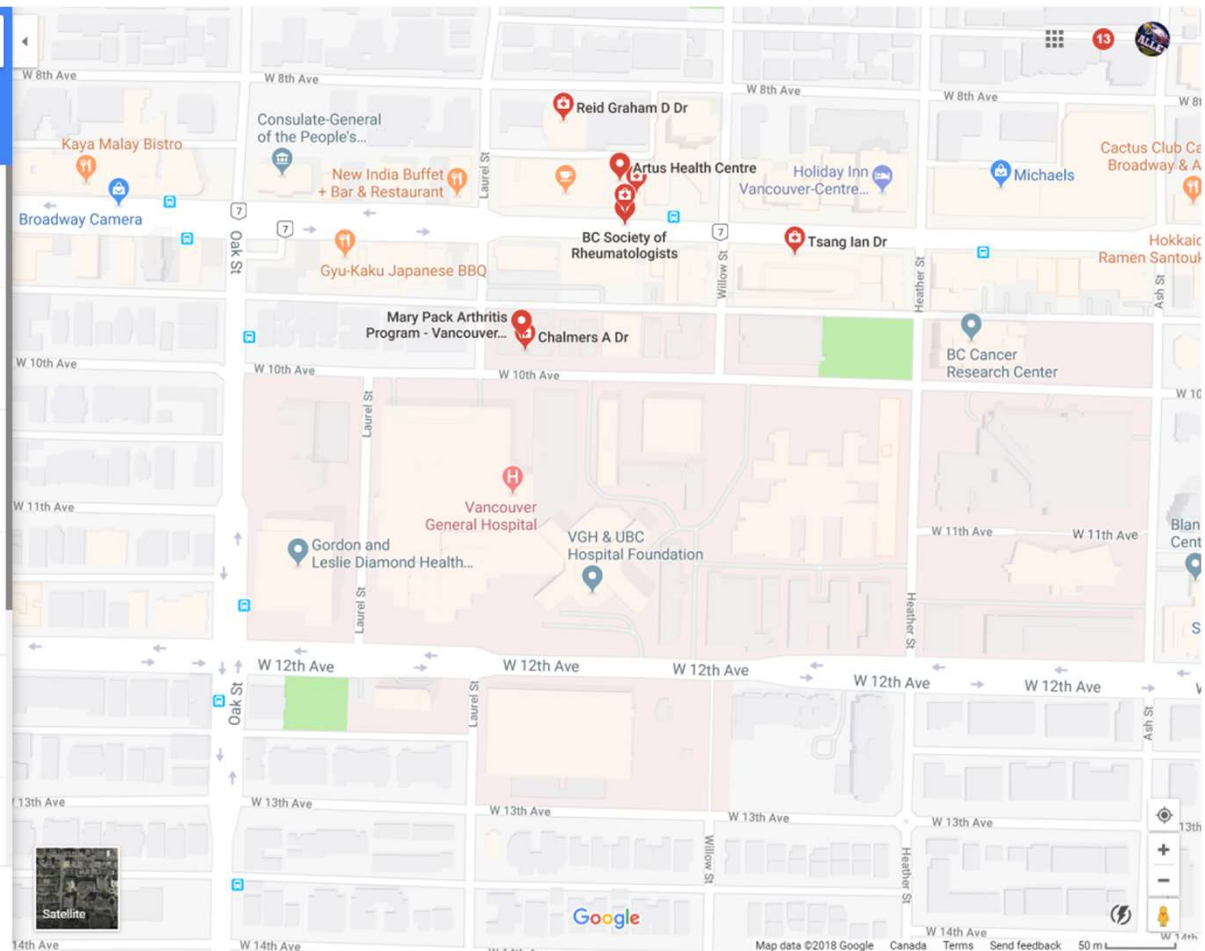 13
ALLE
W 8th Ave
W 8th Ave
W 8th Ave
W 8th Ave
W 8t
Reid Graham D Dr
Consulate-General
of the People's...
Kaya Malay Bistro
Laurel St
New India Buffet
+ Bar & Restaurant
Artus Health Centre
Holiday Inn
Vancouver-Centre...
Michaels
Cactus Club Ca
Broadway & A
Broadway Camera
7
7
7
Oak St
Gyu-Kaku Japanese BBQ
BC Society of
Rheumatologists
Willow St
Tsang Ian Dr
Heather St
Hokkaid
Ramen Santouk
Ash St
Mary Pack Arthritis
Program - Vancouver...
Chalmers A Dr
BC Cancer
Research Center
W 10th Ave
W 10th Ave
W 10th Ave
W 10
Laurel St
H
Vancouver
General Hospital
W 11th Ave
W 11th Ave
W 11th Ave
Blan
Cent
Gordon and
Leslie Diamond Health...
VGH & UBC
Hospital Foundation
Laurel St
Heather St
S
W 12th Ave
W 12th Ave
W 12th Ave
W 12th Ave
W 12th Ave
Oak St
Laurel St
Ash St
13th Ave
W 13th Ave
W 13th Ave
W 13th Ave
W 13th Ave
13th
Willow St
Heather St
+
−
Satellite
Google
14th Ave
W 14th Ave
W 14th Ave
W 14th
Map data ©2018 Google Canada Terms Send feedback 50 m